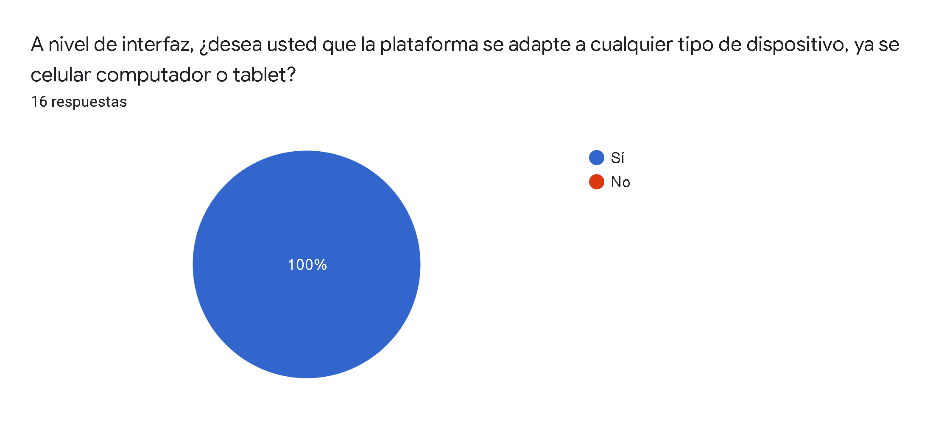 A nivel de interfaz, ¿desea usted que la plataforma se adapte a cualquier tipo de dispositivo, ya se
celular computador o tablet?
16 respuestas
Sí
No
100%